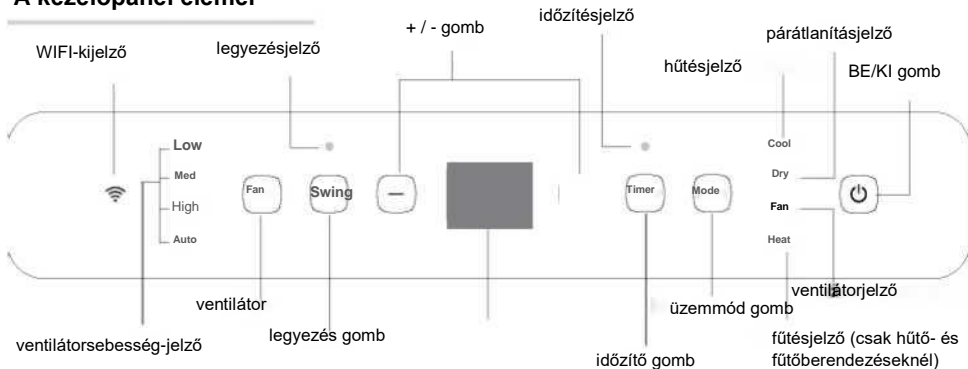 A kezelőpanel elemei
időzítésjelző
+ / - gomb
párátlanításjelző
legyezésjelző
WIFI-kijelző
hűtésjelző
BE/KI gomb
Low
Med
High
Auto
Fan
Swing
Timer
Mode
Cool
Dry
Fan
Heat
ventilátor
legyezés gomb
ventilátorsebesség-jelző
üzemmód gomb
időzítő gomb
ventilátorjelző
fűtésjelző (csak hűtő- és
fűtőberendezéseknél)